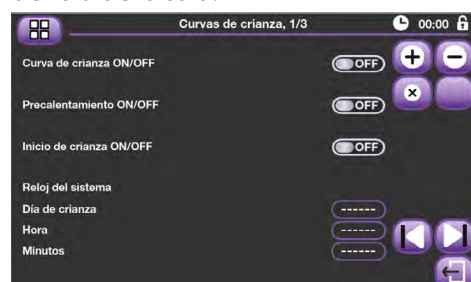 Curvas de crianza, 1/3
00:00
Curva de crianza ON/OFF
OFF
Precalentamiento ON/OFF
OFF
Inicio de crianza ON/OFF
OFF
Reloj del sistema
Día de crianza
------
Hora
------
Minutos
------